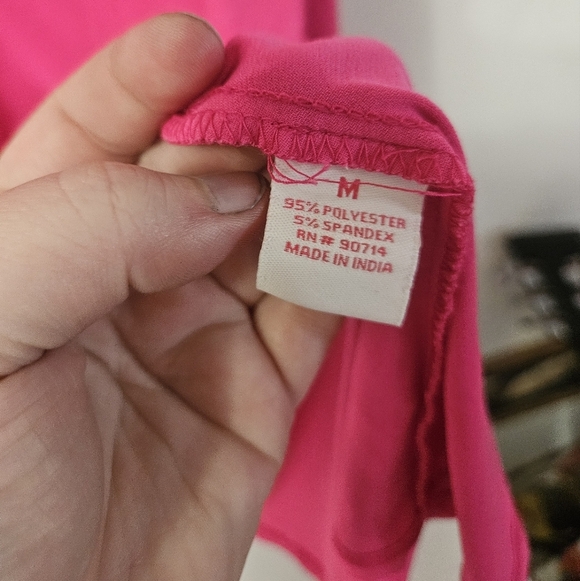 M
95% POLYESTER
5% SPANDEX
RN# 90714
MADE IN INDIA